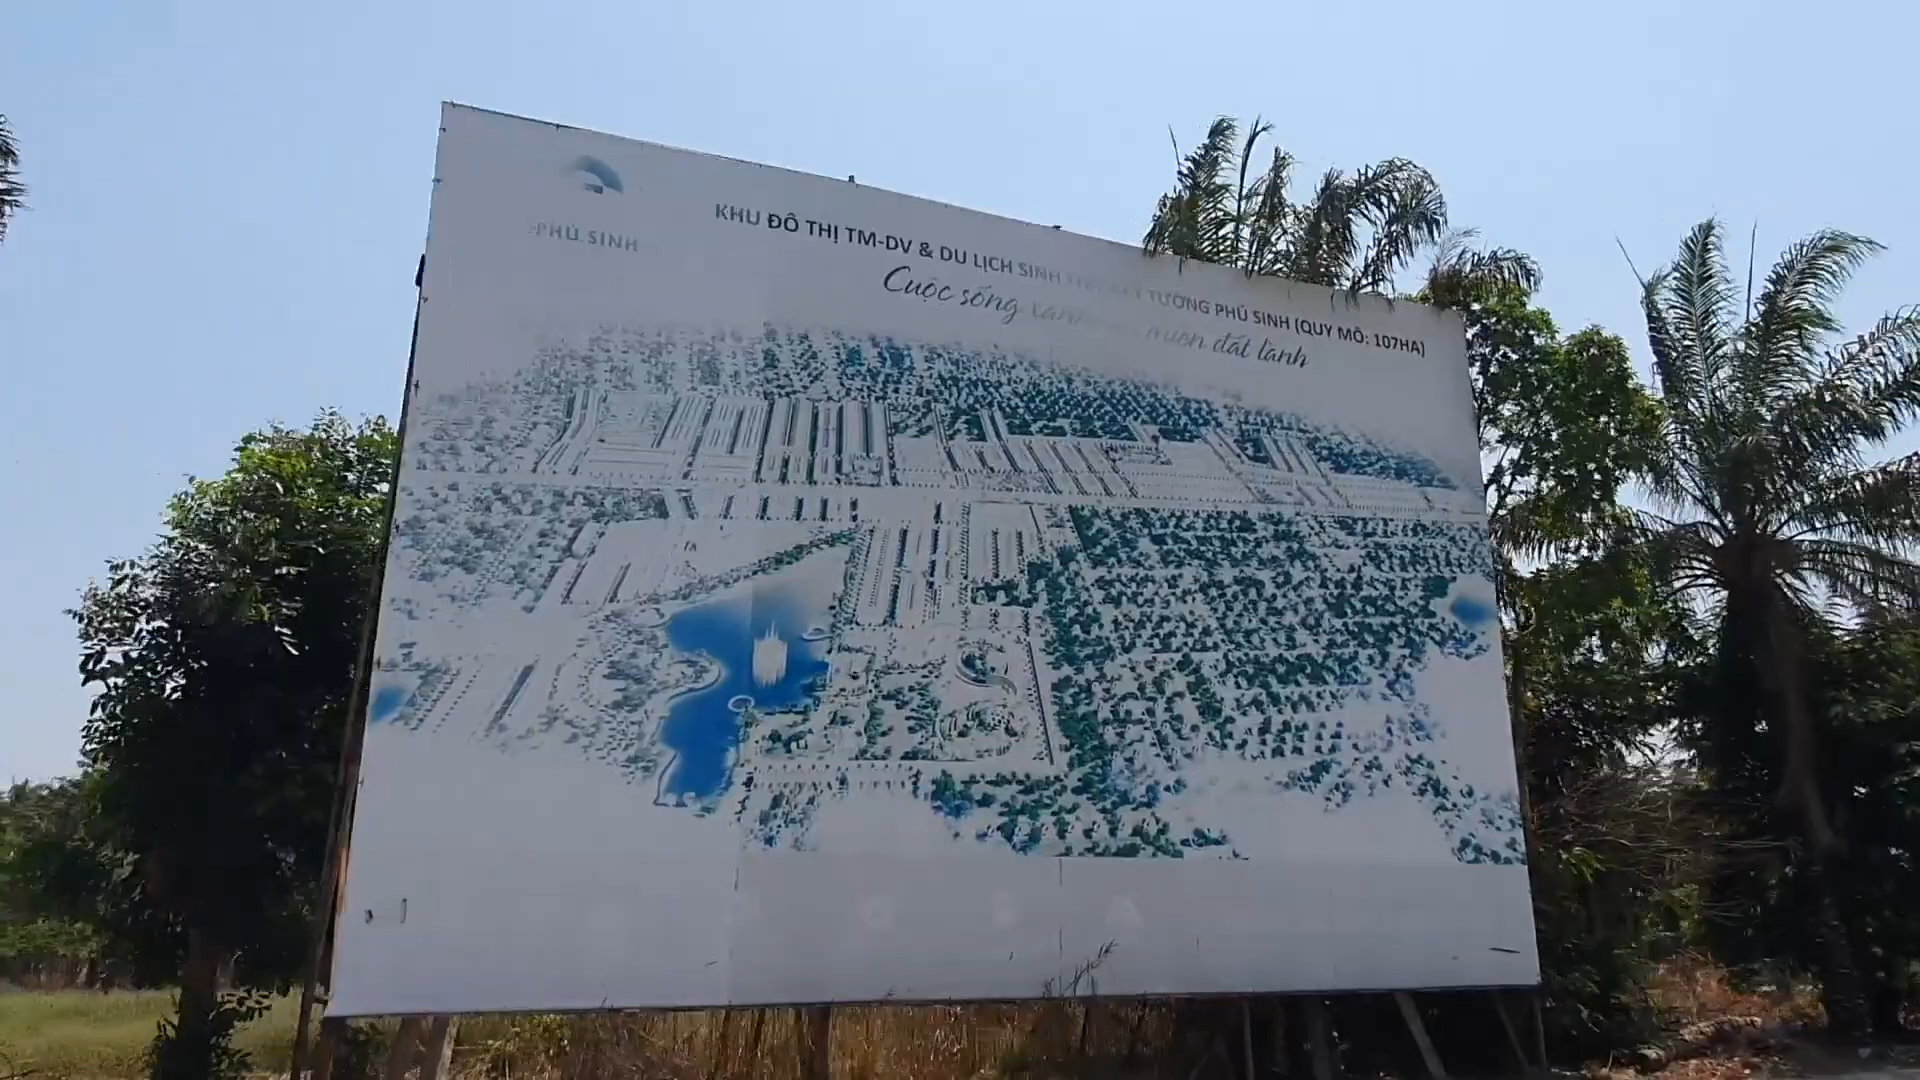 PHÚ SINH
KHU ĐÔ THỊ TM-DV & DU LỊCH SINH TƯỜNG PHÚ SINH (QUY MÔ: 107HA)
Cuộc sống đất lành